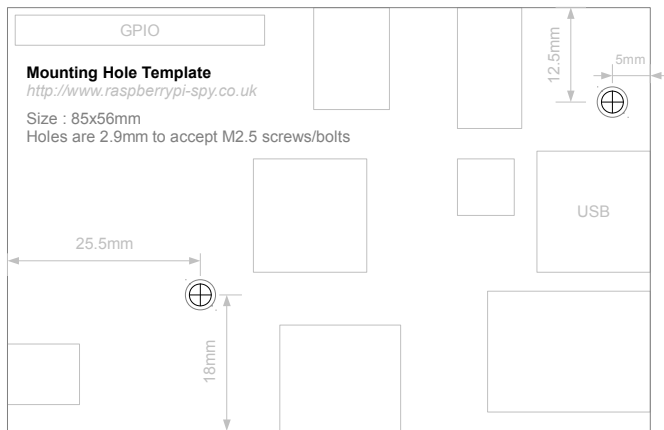 GPIO
Mounting Hole Template
http://www.raspberrypi-spy.co.uk
Size : 85x56mm
Holes are 2.9mm to accept M2.5 screws/bolts
12.5mm
5mm
USB
25.5mm
18mm